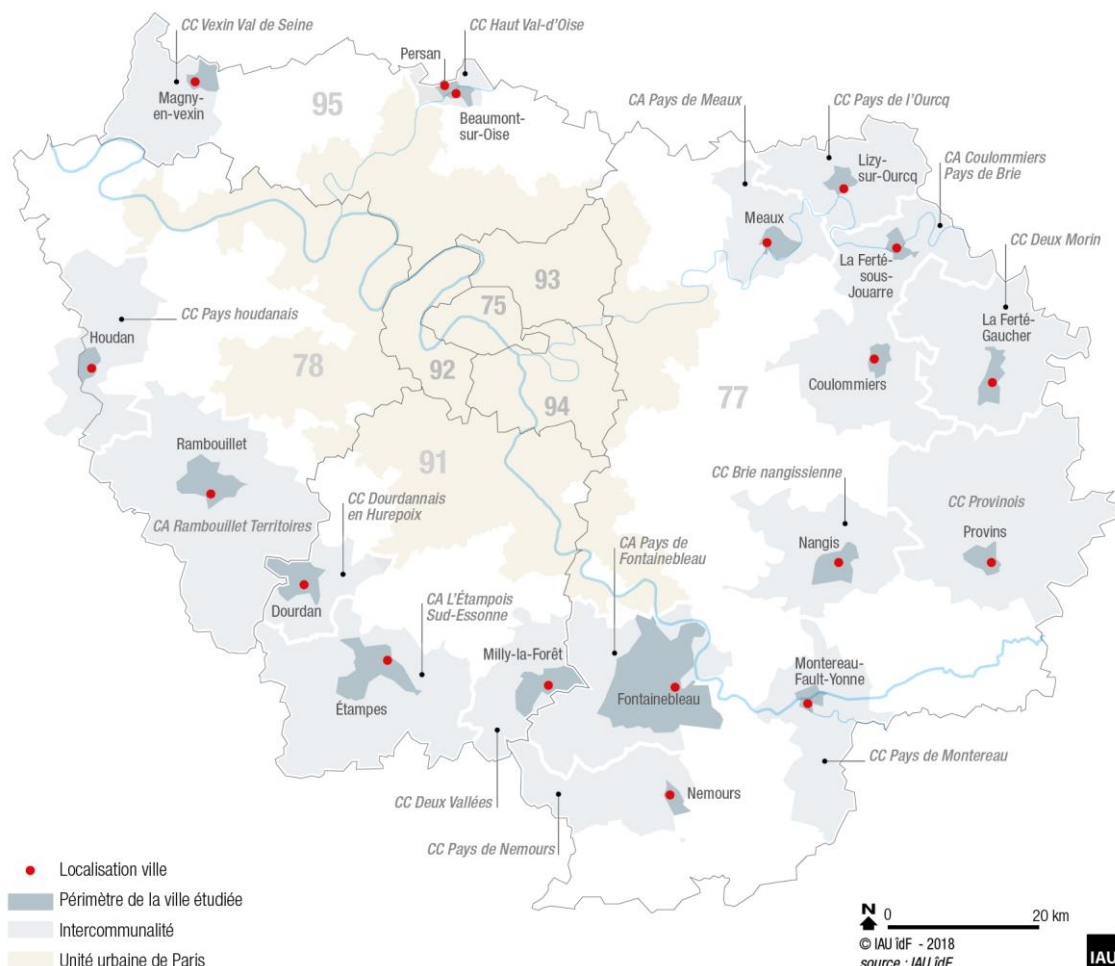 CC Vexin Val de Seine
CC Haut Val-d'Oise
Persan
Magny-
en-vexin
95
Beaumont-
sur-Oise
CA Pays de Meaux
CC Pays de l'Ourcq
Lizy-
sur-Ourcq
CA Coulommiers
Pays de Brie
Meaux
CC Deux Morin
La Ferté-
sous-
Jouarre
93
75
CC Pays houdanais
La Ferté-
Gaucher
Houdan
78
92
Coulommiers
94
77
Rambouillet
91
CC Brie nangissienne
CC Dourdannais
en Hurepoix
CC Provinois
CA Rambouillet Territoires
CA Pays de
Fontainebleau
Nangis
Provins
Dourdan
CA L'Étampois
Sud-Essonne
Milly-la-Forêt
Montereau-
Fault-Yonne
Étampes
Fontainebleau
CC Pays de Montereau
CC Deux Vallées
Nemours
CC Pays de Nemours
Localisation ville
Périmètre de la ville étudiée
Intercommunalité
Unité urbaine de Paris
N
0
20 km
© IAU îdF - 2018
source : IAU îdF
IAU